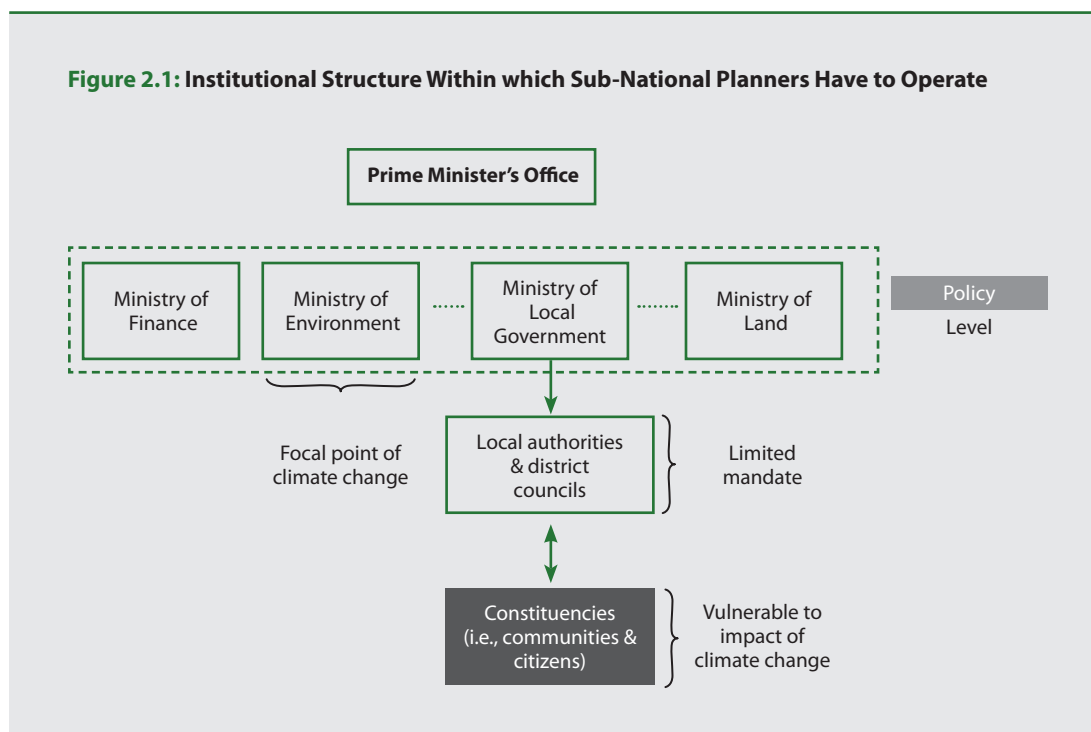 Figure 2.1: Institutional Structure Within which Sub-National Planners Have to Operate
Prime Minister's Office
Ministry of
Finance
Ministry of
Environment
Ministry of
Local
Government
Ministry of
Land
Policy
Level
Focal point of
climate change
Local authorities
& district
councils
Limited
mandate
Constituencies
(i.e., communities &
citizens)
Vulnerable to
impact of
climate change